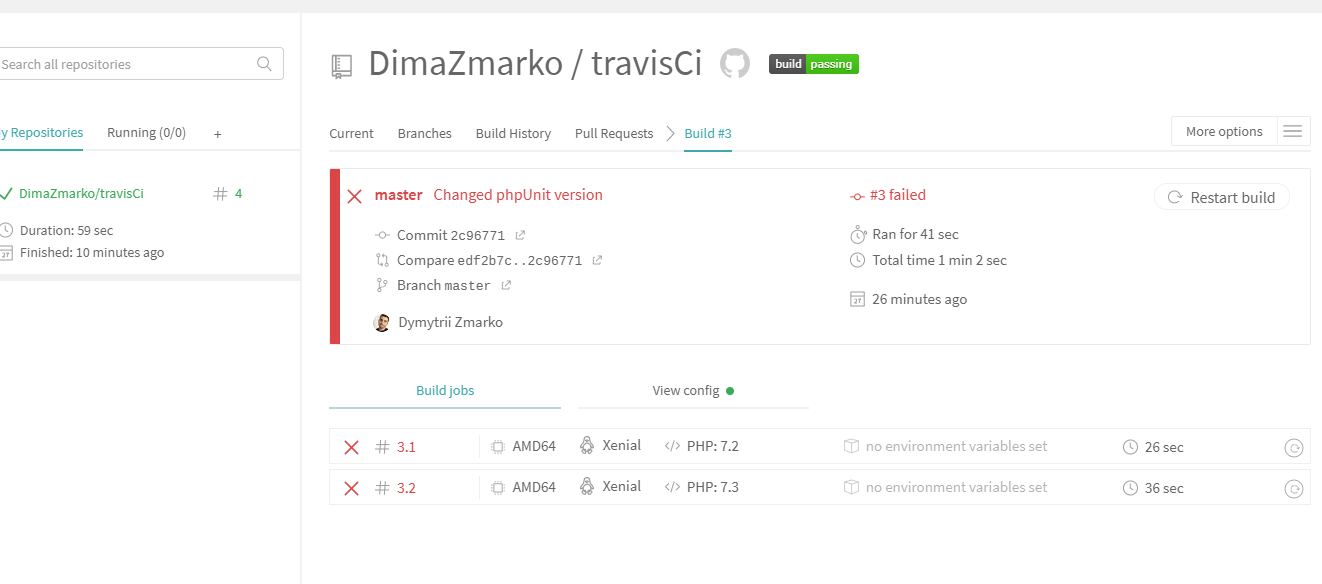 DimaZmarko / travisCi
build passing
Search all repositories
y Repositories
Running (0/0)
+
DimaZmarko/travisCi
# 4
Duration: 59 sec
27 Finished: 10 minutes ago
Current
Branches
Build History
Pull Requests
Build #3
More options
master Changed phpUnit version
Commit 2c96771
Compare edf2b7c..2c96771
Branch master
Dymytrii Zmarko
#3 failed
Ran for 41 sec
Total time 1 min 2 sec
27 26 minutes ago
Restart build
Build jobs
View config
# 3.1 AMD64 Xenial </> PHP: 7.2 no environment variables set 26 sec
# 3.2 AMD64 Xenial </> PHP: 7.3 no environment variables set 36 sec